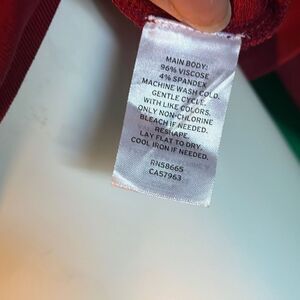 MAIN BODY:
96% VISCOSE
4% SPANDEX
MACHINE WASH COLD.
GENTLE CYCLE.
WITH LIKE COLORS.
ONLY NON-CHLORINE
BLEACH IF NEEDED.
RESHAPE.
LAY FLAT TO DRY.
COOL IRON IF NEEDED.
RN58665
CA57963